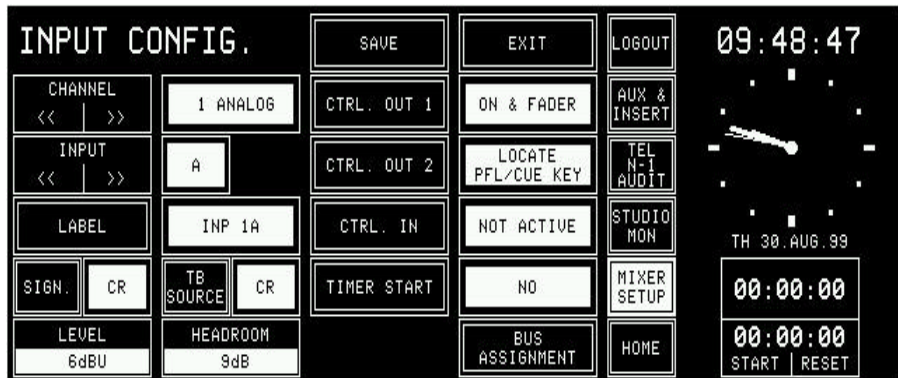 INPUT CONFIG.
SAVE
EXIT
LOGOUT
09:48:47
CHANNEL
<< >>
1 ANALOG
CTRL. OUT 1
ON & FADER
AUX &
INSERT
INPUT
<< >>
A
CTRL. OUT 2
LOCATE
PFL/CUE KEY
TEL
N-1
AUDIT
LABEL
INP 1A
CTRL. IN
NOT ACTIVE
STUDIO
MON
TH 30.AUG.99
SIGN.
CR
TB
SOURCE
CR
TIMER START
NO
MIXER
SETUP
00:00:00
LEVEL
6dBU
HEADROOM
9dB
BUS
ASSIGNMENT
HOME
00:00:00
START RESET